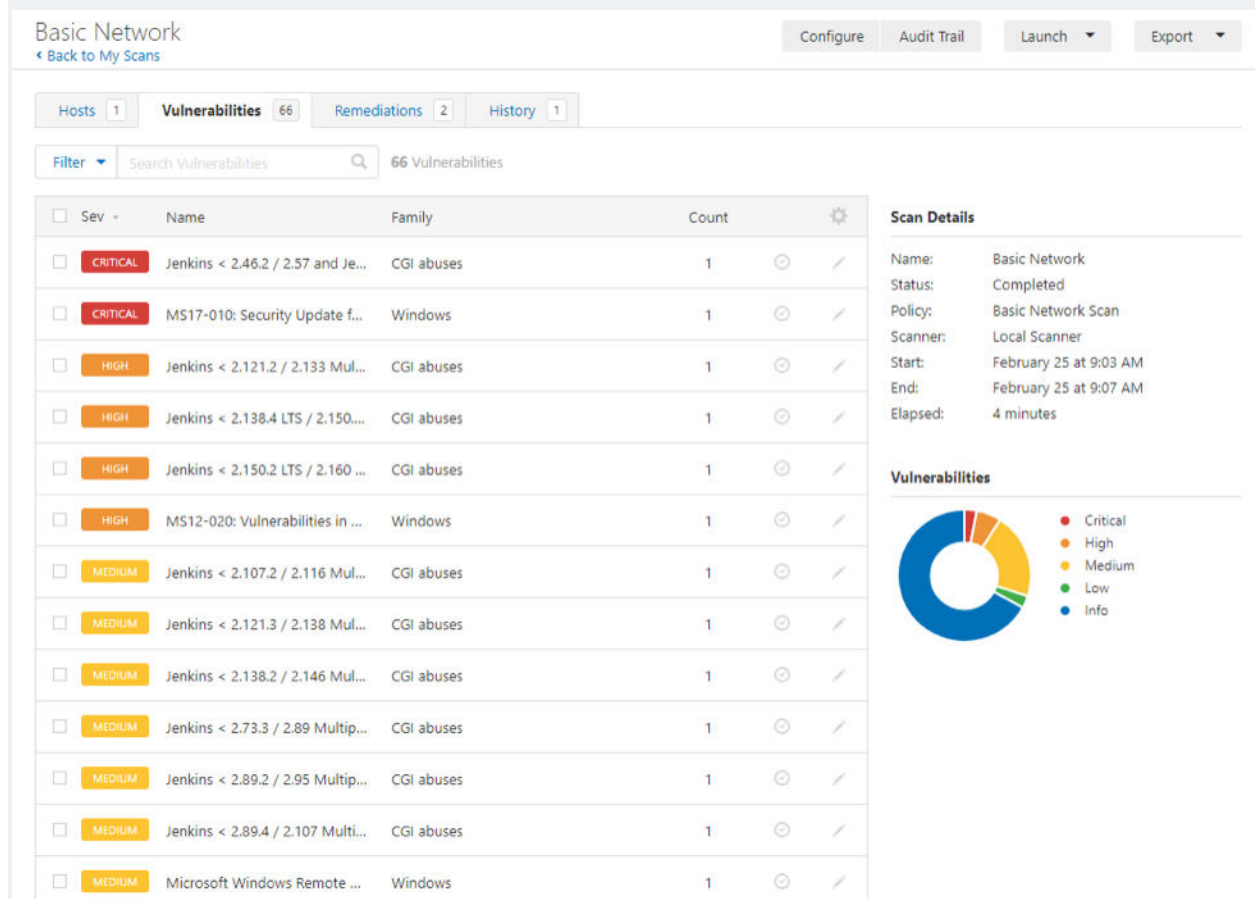 Basic Network
Back to My Scans
Configure Audit Trail Launch Export
Hosts 1 Vulnerabilities 66 Remediations 2 History 1
Filter Search Vulnerabilities 66 Vulnerabilities
Sev Name Family Count
CRITICAL Jenkins < 2.46.2 / 2.57 and Je... CGI abuses 1
CRITICAL MS17-010: Security Update f... Windows 1
HIGH Jenkins < 2.121.2 / 2.133 Mul... CGI abuses 1
HIGH Jenkins < 2.138.4 LTS / 2.150.... CGI abuses 1
HIGH Jenkins < 2.150.2 LTS / 2.160 ... CGI abuses 1
HIGH MS12-020: Vulnerabilities in ... Windows 1
MEDIUM Jenkins < 2.107.2 / 2.116 Mul... CGI abuses 1
MEDIUM Jenkins < 2.121.3 / 2.138 Mul... CGI abuses 1
MEDIUM Jenkins < 2.138.2 / 2.146 Mul... CGI abuses 1
MEDIUM Jenkins < 2.73.3 / 2.89 Multip... CGI abuses 1
MEDIUM Jenkins < 2.89.2 / 2.95 Multip... CGI abuses 1
MEDIUM Jenkins < 2.89.4 / 2.107 Multi... CGI abuses 1
MEDIUM Microsoft Windows Remote ... Windows 1
Scan Details
Name: Basic Network
Status: Completed
Policy: Basic Network Scan
Scanner: Local Scanner
Start: February 25 at 9:03 AM
End: February 25 at 9:07 AM
Elapsed: 4 minutes
Vulnerabilities
Critical
High
Medium
Low
Info